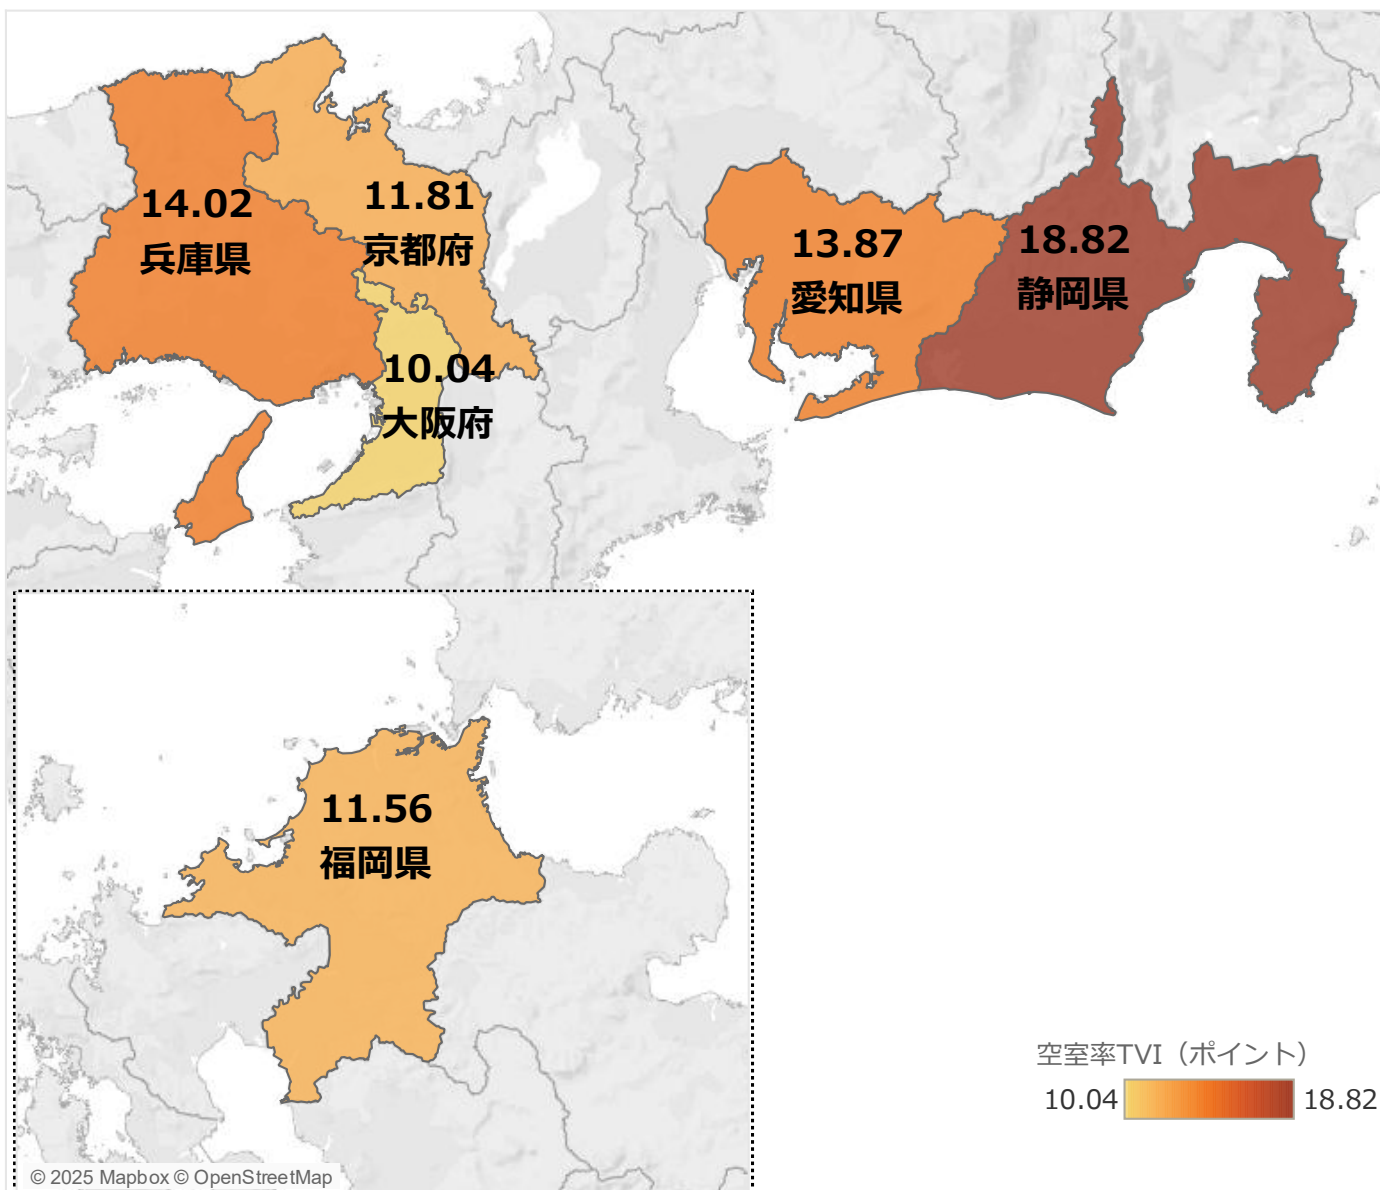 14.02
兵庫県
11.81
京都府
10.04
大阪府
13.87
愛知県
18.82
静岡県
11.56
福岡県
空室率TVI（ポイント）
10.04 18.82
© 2025 Mapbox © OpenStreetMap